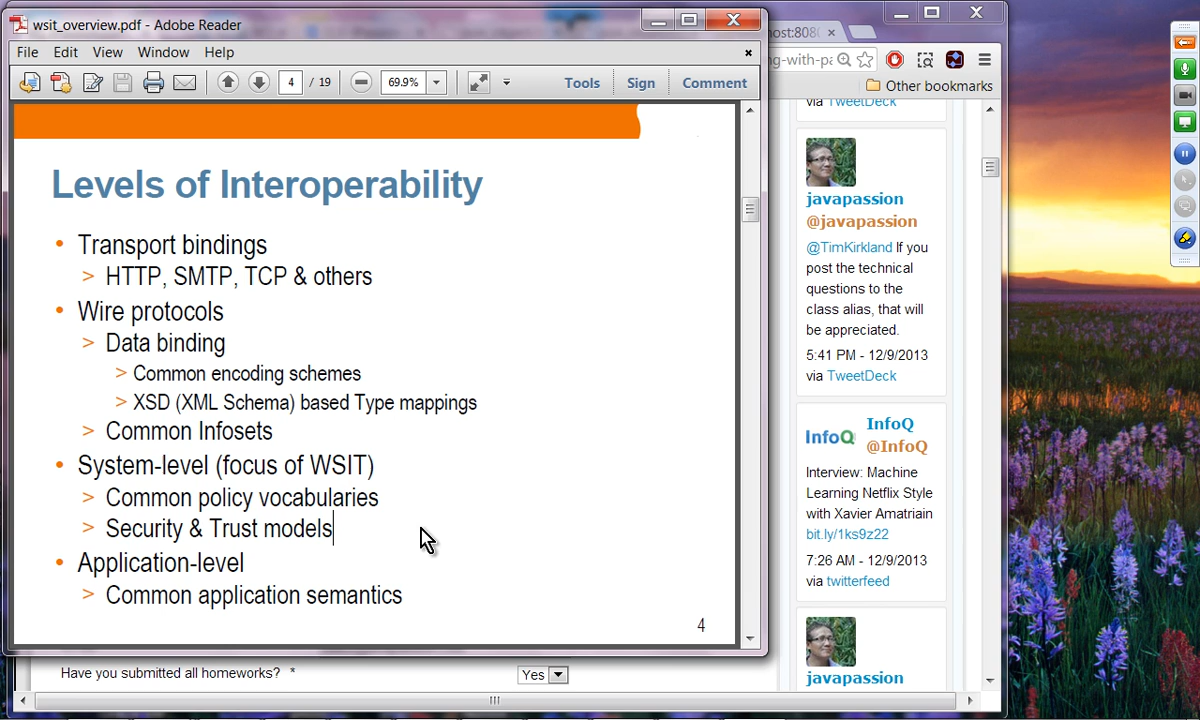 wsit_overview.pdf - Adobe Reader
File Edit View Window Help
4 / 19 69.9% Tools Sign Comment
Levels of Interoperability
• Transport bindings
> HTTP, SMTP, TCP & others
• Wire protocols
> Data binding
> Common encoding schemes
> XSD (XML Schema) based Type mappings
> Common Infosets
• System-level (focus of WSIT)
> Common policy vocabularies
> Security & Trust models
• Application-level
> Common application semantics
4
Have you submitted all homeworks? * Yes
Other bookmarks
via TweetDeck
javapassion
@javapassion
@TimKirkland If you
post the technical
questions to the
class alias, that will
be appreciated.
5:41 PM - 12/9/2013
via TweetDeck
InfoQ
InfoQ
@InfoQ
Interview: Machine
Learning Netflix Style
with Xavier Amatriain
bit.ly/1ks9z22
7:26 AM - 12/9/2013
via twitterfeed
javapassion